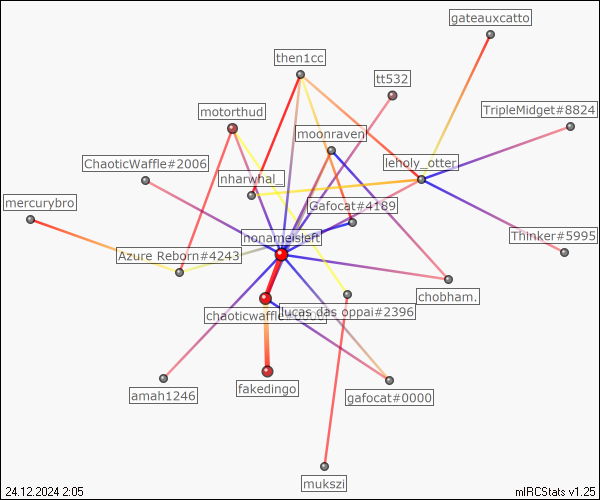 gateauxcatto
then1cc
tt532
motorthud
TripleMidget#8824
moonraven
ChaoticWaffle#2006
leholy_otter
nharwhal_
mercurybro
Gafocat#4189
nonameisleft
Thinker#5995
Azure Reborn#4243
chobham.
chaoticwaffle#0000
lucas das oppai#2396
fakedingo
amah1246
gafocat#0000
mukszi
24.12.2024 2:05
mIRCStats v1.25